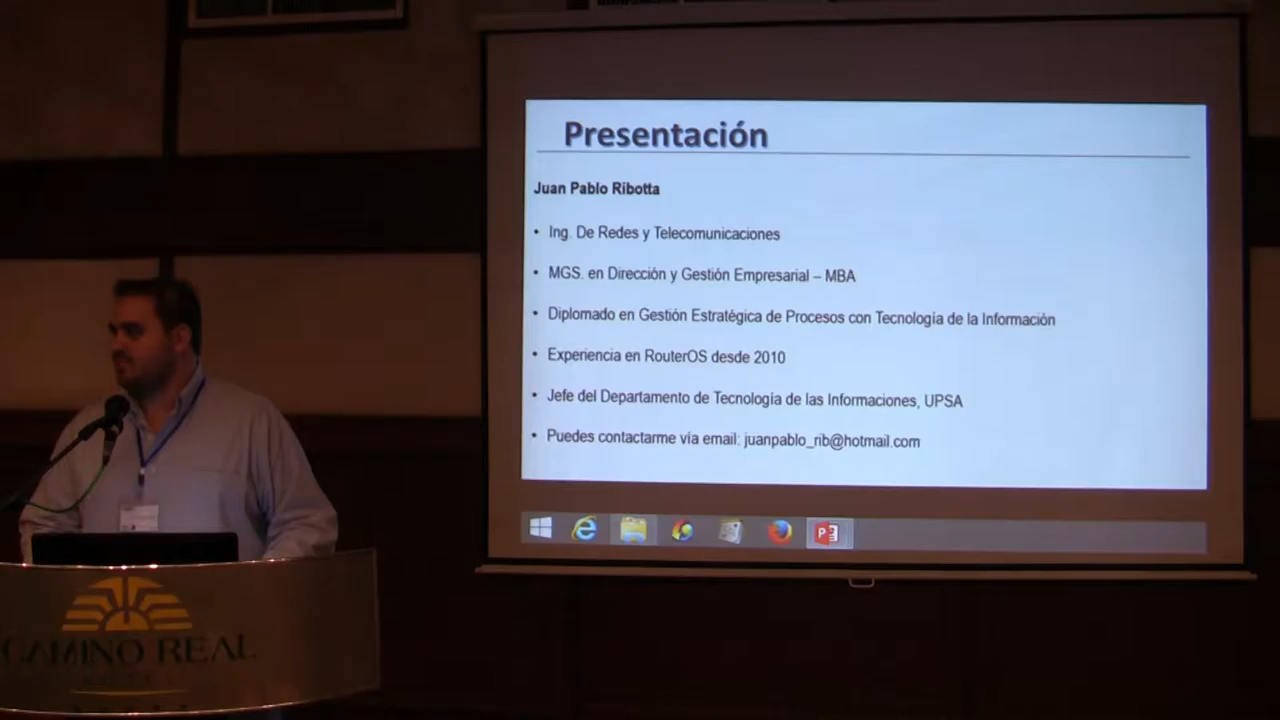 Presentación
Juan Pablo Ribotta
• Ing. De Redes y Telecomunicaciones
• MGS. en Dirección y Gestión Empresarial – MBA
• Diplomado en Gestión Estratégica de Procesos con Tecnología de la Información
• Experiencia en RouterOS desde 2010
• Jefe del Departamento de Tecnología de las Informaciones, UPSA
• Puedes contactarme vía email: juanpablo_rib@hotmail.com
CAMINO REAL